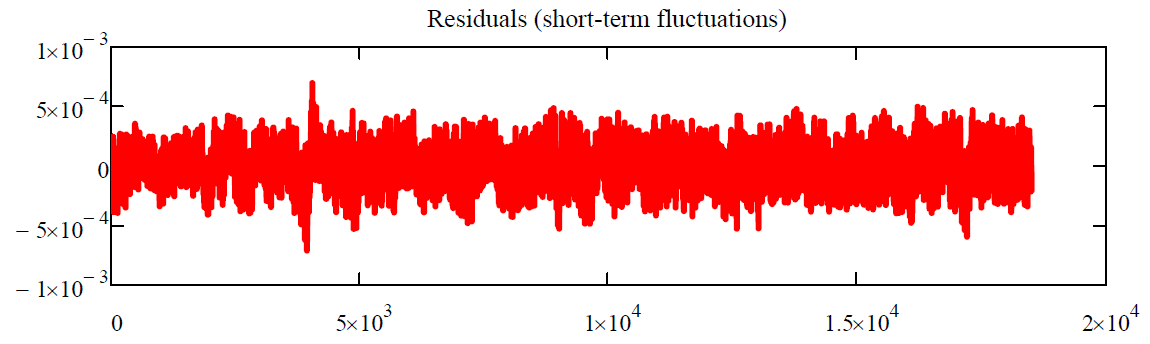 Residuals (short-term fluctuations)
1×10⁻³
5×10⁻⁴
0
− 5×10⁻⁴
− 1×10⁻³
0 5×10³ 1×10⁴ 1.5×10⁴ 2×10⁴